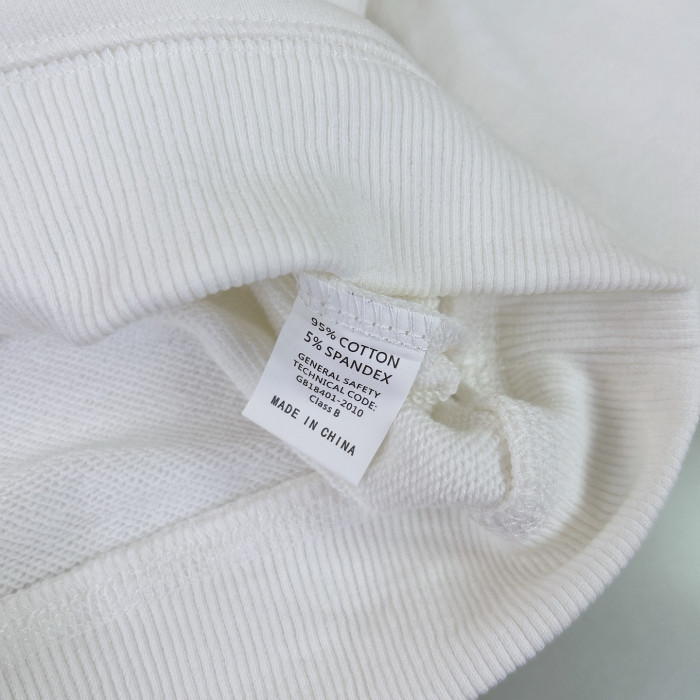 95% COTTON
5% SPANDEX
GENERAL SAFETY
TECHNICAL CODE:
GB18401-2010
Class B
MADE IN CHINA